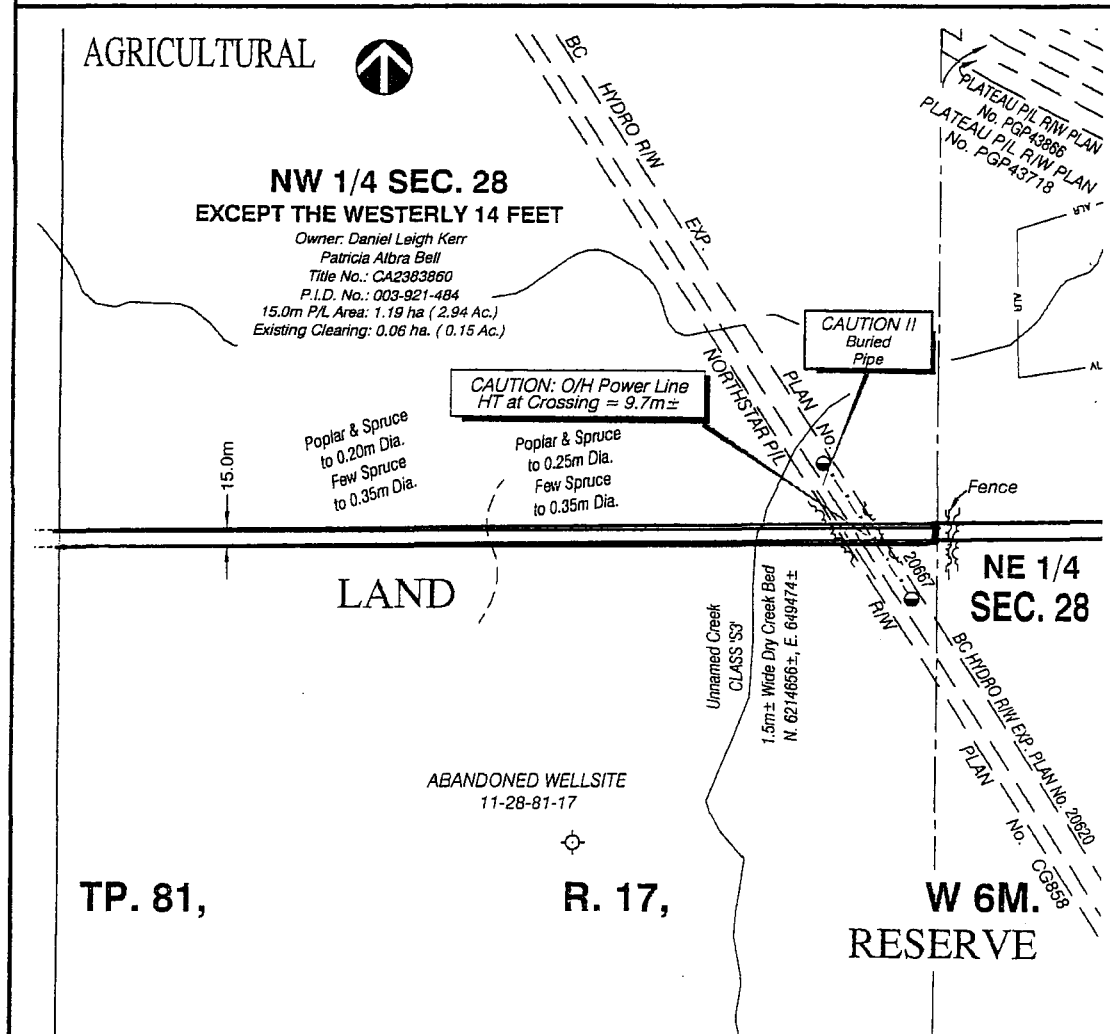 AGRICULTURAL
NW 1/4 SEC. 28
EXCEPT THE WESTERLY 14 FEET
Owner: Daniel Leigh Kerr
Patricia Albra Bell
Title No.: CA2383860
P.I.D. No.: 003-921-484
15.0m P/L Area: 1.19 ha ( 2.94 Ac.)
Existing Clearing: 0.06 ha. ( 0.15 Ac.)
BC HYDRO R/W EXP. PLAN No. 20667
PLATEAU P/L R/W PLAN
No. PGP43866
PLATEAU P/L R/W PLAN
No. PGP43718
ALR
ALR
AL
CAUTION !!
Buried
Pipe
CAUTION: O/H Power Line
HT at Crossing = 9.7m±
NORTHSTAR P/L R/W PLAN No. CG858
15.0m
Poplar & Spruce
to 0.20m Dia.
Few Spruce
to 0.35m Dia.
Poplar & Spruce
to 0.25m Dia.
Few Spruce
to 0.35m Dia.
Fence
NE 1/4
SEC. 28
LAND
Unnamed Creek
CLASS 'S3'
1.5m± Wide Dry Creek Bed
N. 6214656±, E. 649474±
BC HYDRO R/W EXP. PLAN No. 20620
ABANDONED WELLSITE
11-28-81-17
TP. 81, R. 17, W 6M.
RESERVE